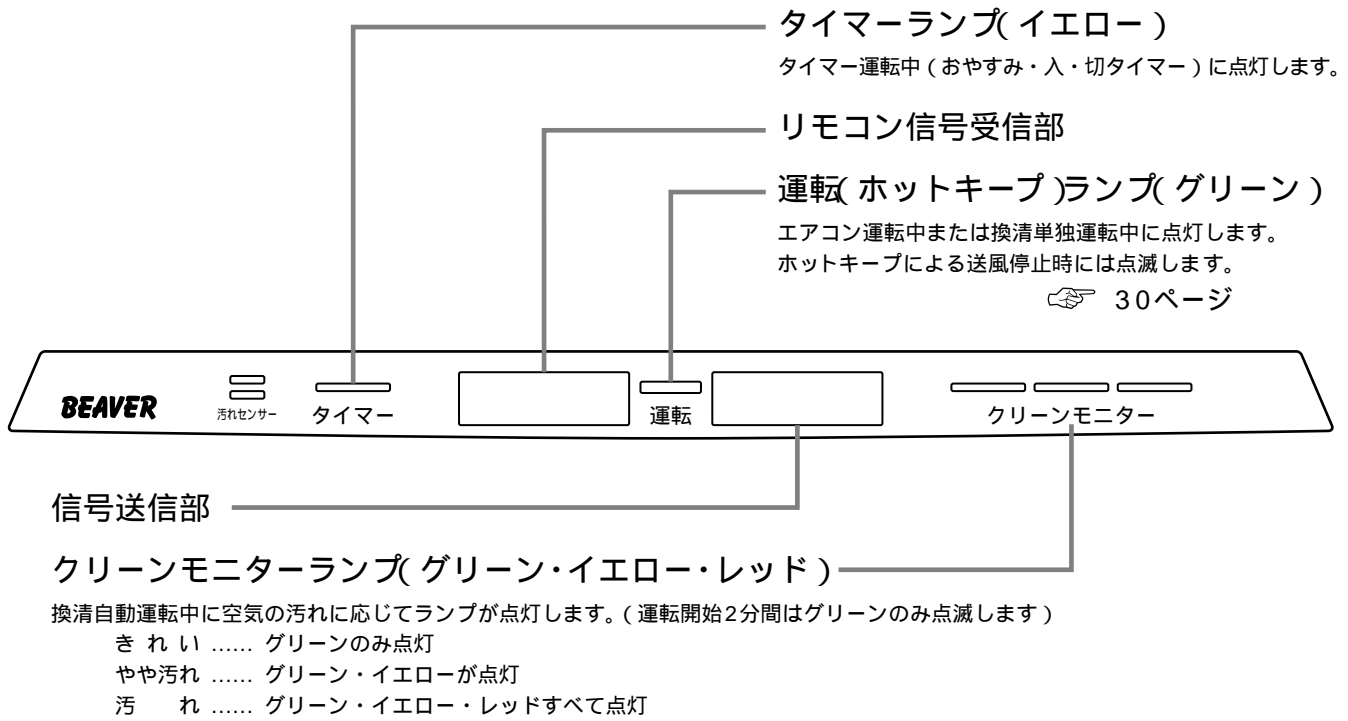 タイマーランプ(イエロー)
タイマー運転中(おやすみ・入・切タイマー)に点灯します。
リモコン信号受信部
運転(ホットキープ)ランプ(グリーン)
エアコン運転中または換清単独運転中に点灯します。
ホットキープによる送風停止時には点滅します。
☞ 30ページ
BEAVER 汚れセンサー タイマー 運転 クリーンモニター
信号送信部
クリーンモニターランプ(グリーン・イエロー・レッド)
換清自動運転中に空気の汚れに応じてランプが点灯します。(運転開始2分間はグリーンのみ点滅します)
き れ い …… グリーンのみ点灯
やや汚れ …… グリーン・イエローが点灯
汚 れ …… グリーン・イエロー・レッドすべて点灯